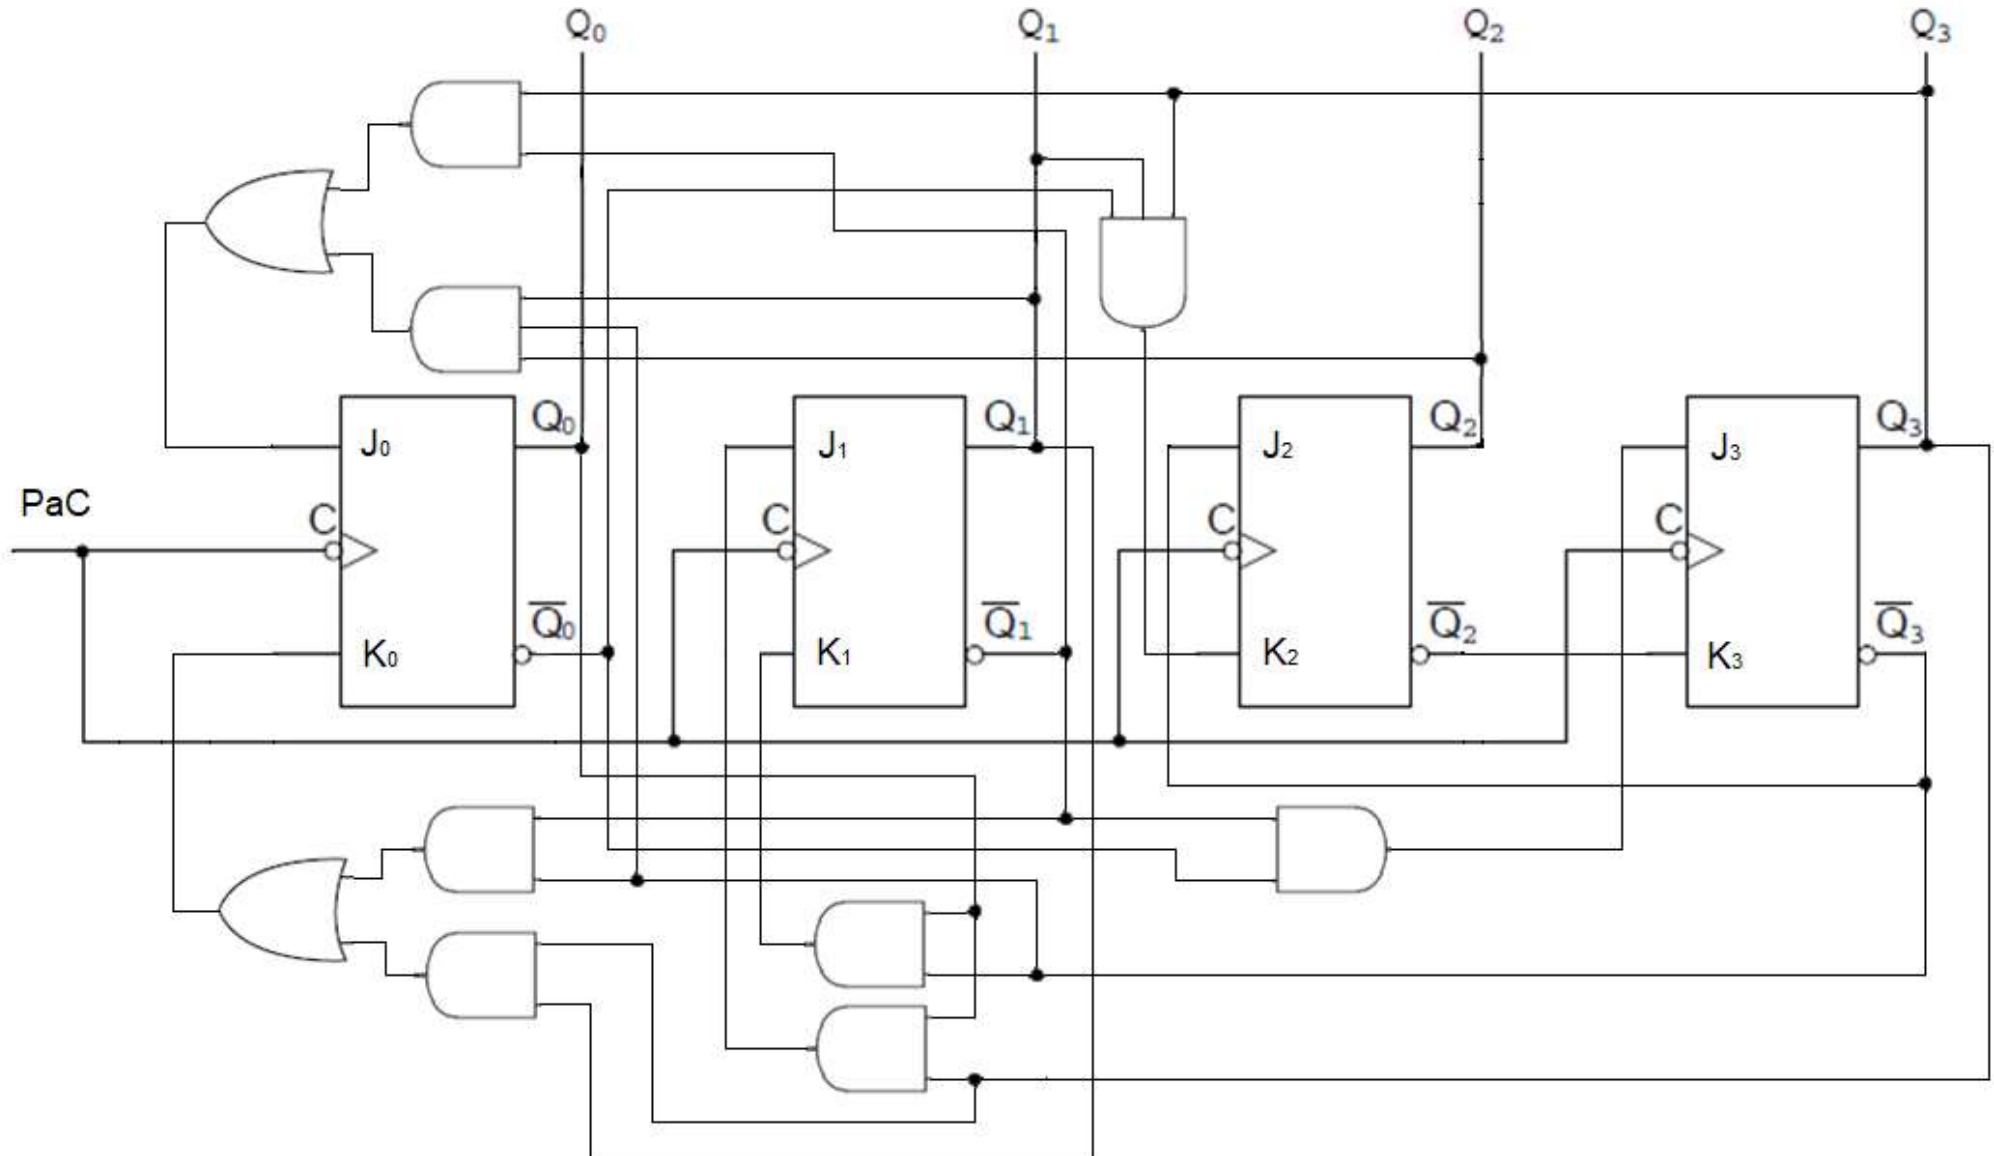 Q₀ Q₁ Q₂ Q₃
Q₀ Q₁ Q₂ Q₃
J₀ J₁ J₂ J₃
PaC
C C C C
Q̅₀ Q̅₁ Q̅₂ Q̅₃
K₀ K₁ K₂ K₃